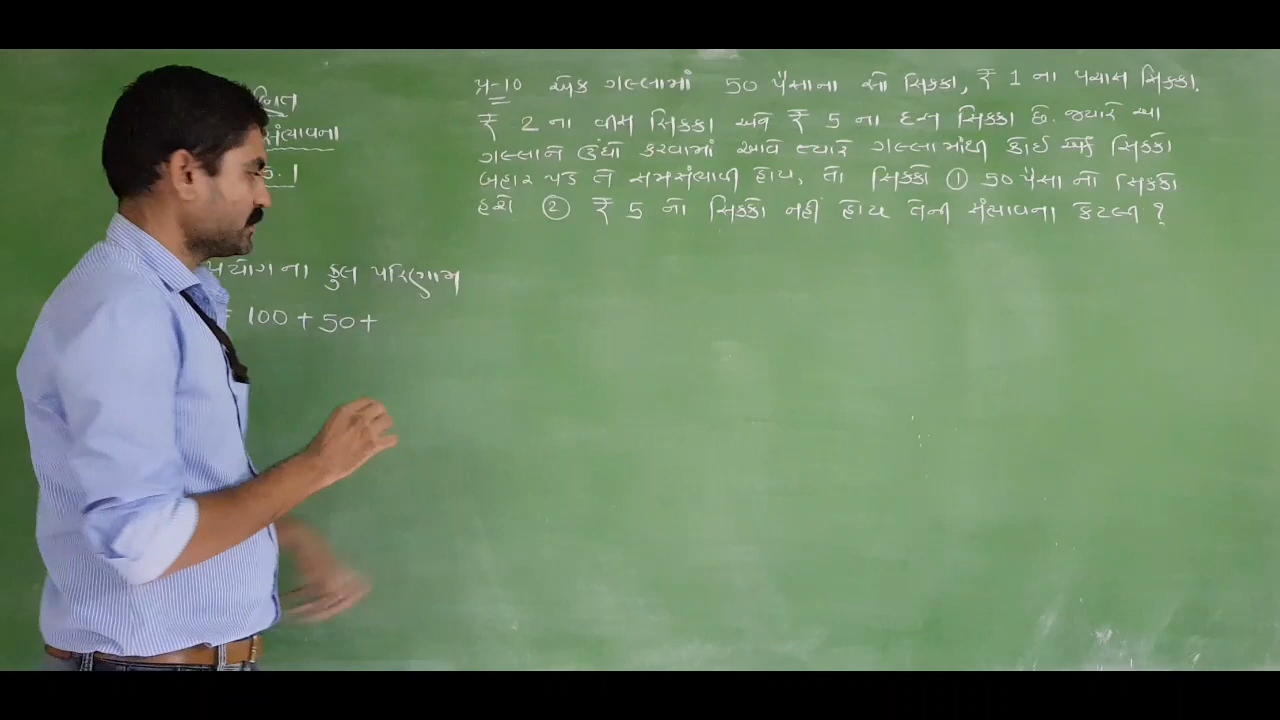 સંભાવના
પ્ર-10 એક ગલ્લામાં 50 પૈસાના સો સિક્કા, ₹ 1 ના પચાસ સિક્કા.
₹ 2 ના વીસ સિક્કા અને ₹ 5 ના દસ સિક્કા છે. જ્યારે આ
ગલ્લાને ઉંધો કરવામાં આવે ત્યારે ગલ્લામાંથી કોઈ એક સિક્કો
બહાર પડે તે સમસંભાવી હોય, તો સિક્કો ① 50 પૈસા નો સિક્કો
હશે ② ₹ 5 નો સિક્કો નહીં હોય તેની સંભાવના કેટલી ?
પ્રયોગના કુલ પરિણામ
= 100 + 50 +